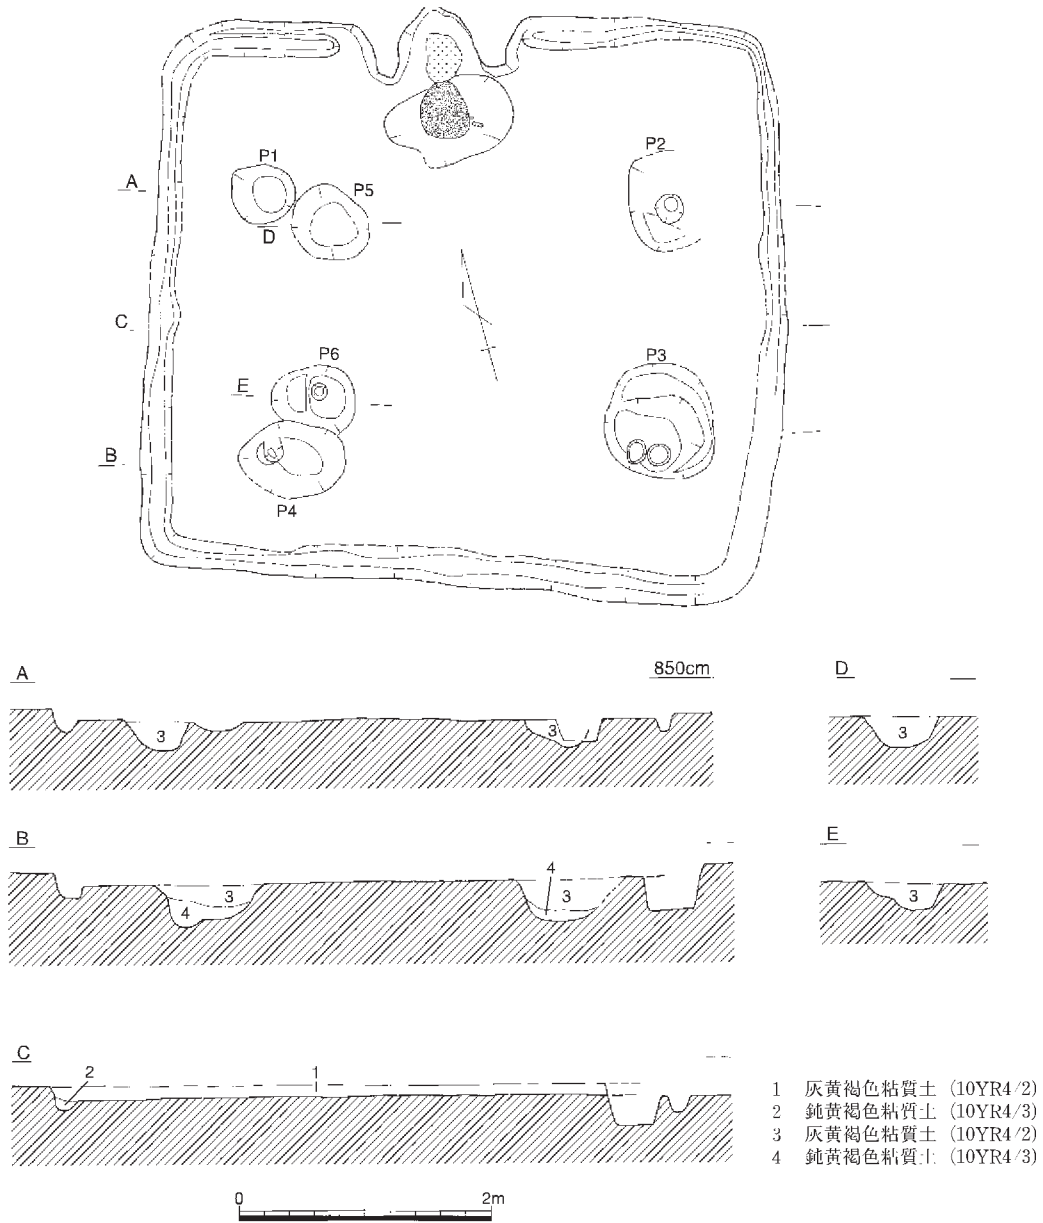 P1
P5
P2
A
D
C
P6
P3
E
B
P4
A
850cm
D
3
3
3
B
E
4
3
3
4
3
C
2
1
1 灰黄褐色粘質土 (10YR4/2)
2 鈍黄褐色粘質土 (10YR4/3)
3 灰黄褐色粘質土 (10YR4/2)
4 鈍黄褐色粘質土 (10YR4/3)
0 2m